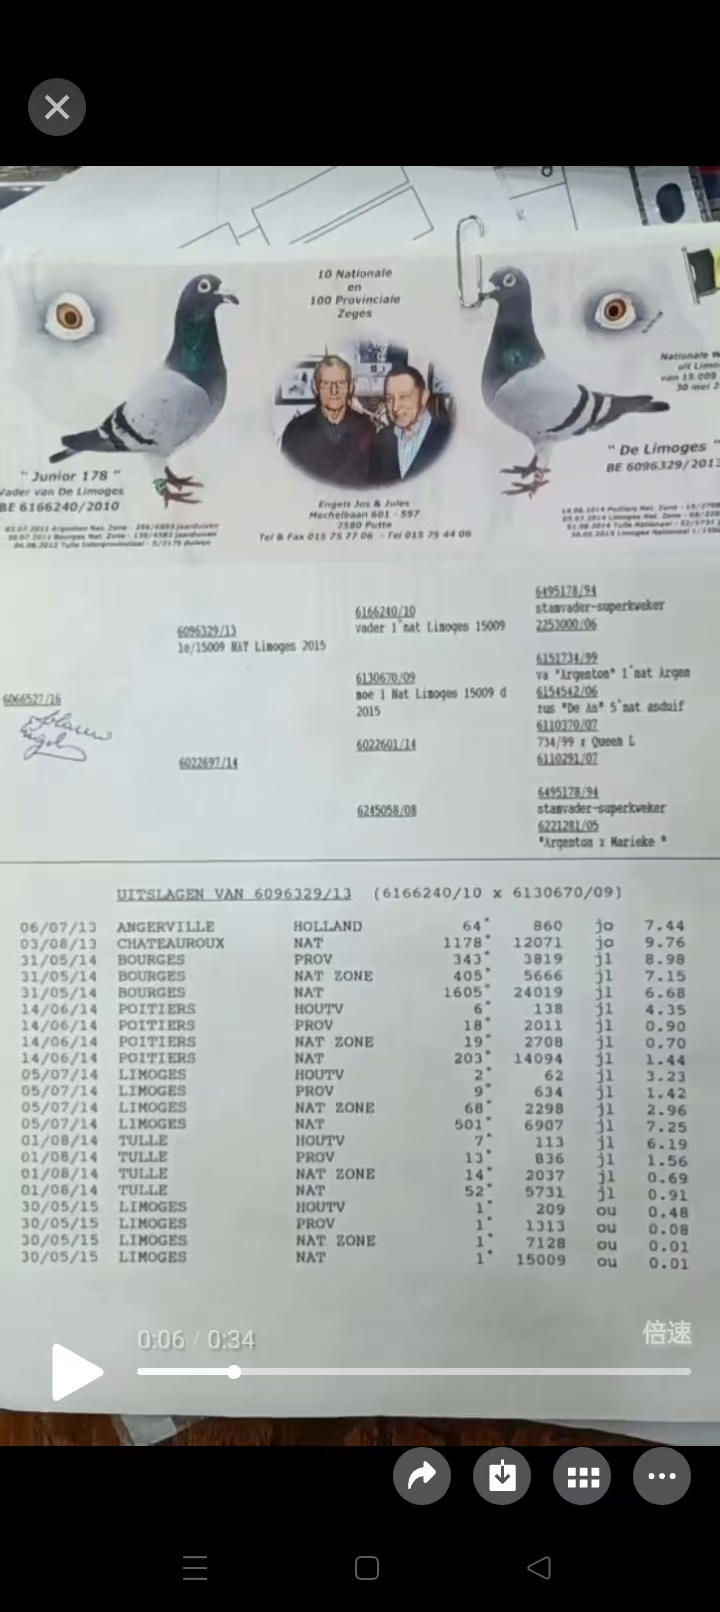 10 Nationale
en
100 Provinciale
Zeges
Nationale
van 15.009
" Junior 178 "
Vader van De Limoges
BE 6166240/2010
Engels Jos & Jules
Mechelbaan 601 - 597
2580 Putte
Tel & Fax 015 75 77 06 - Tel 015 75 44 06
" De Limoges "
BE 6096329/2013
6066527/16
6096329/13
1e/15009 NAT Limoges 2015
6022697/14
6166240/10
vader 1°nat Limoges 15009
6130670/09
moe 1 Nat Limoges 15009 d
2015
6022601/14
6245058/08
6495178/94
stamvader-superkweker
2253000/06
6151734/99
va "Argenton" 1°nat Argen
6154542/06
zus "De As" 5°nat asduif
6110370/07
734/99 x Queen L
6110291/07
6495178/94
stamvader-superkweker
6221281/05
"Argenton x Marieke "
UITSLAGEN VAN 6096329/13 (6166240/10 x 6130670/09)
06/07/13 ANGERVILLE HOLLAND 64° 860 jo 7.44
03/08/13 CHATEAUROUX NAT 1178° 12071 jo 9.76
31/05/14 BOURGES PROV 343° 3819 jl 8.98
31/05/14 BOURGES NAT ZONE 405° 5666 jl 7.15
31/05/14 BOURGES NAT 1605° 24019 jl 6.68
14/06/14 POITIERS HOUTV 6° 138 jl 4.35
14/06/14 POITIERS PROV 18° 2011 jl 0.90
14/06/14 POITIERS NAT ZONE 19° 2708 jl 0.70
14/06/14 POITIERS NAT 203° 14094 jl 1.44
05/07/14 LIMOGES HOUTV 2° 62 jl 3.23
05/07/14 LIMOGES PROV 9° 634 jl 1.42
05/07/14 LIMOGES NAT ZONE 68° 2298 jl 2.96
05/07/14 LIMOGES NAT 501° 6907 jl 7.25
01/08/14 TULLE HOUTV 7° 113 jl 6.19
01/08/14 TULLE PROV 13° 836 jl 1.56
01/08/14 TULLE NAT ZONE 14° 2037 jl 0.69
01/08/14 TULLE NAT 52° 5731 jl 0.91
30/05/15 LIMOGES HOUTV 1° 209 ou 0.48
30/05/15 LIMOGES PROV 1° 1313 ou 0.08
30/05/15 LIMOGES NAT ZONE 1° 7128 ou 0.01
30/05/15 LIMOGES NAT 1° 15009 ou 0.01
0:06 / 0:34
倍速